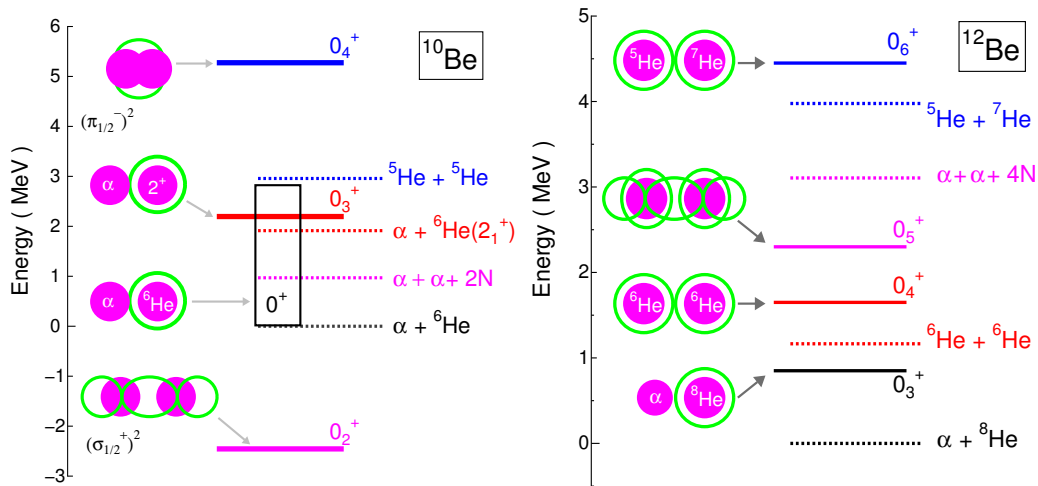 Energy ( MeV )
6
5
4
3
2
1
0
−1
−2
−3
¹⁰Be
0₄⁺
(π₁/₂⁻)²
α 2⁺
⁵He + ⁵He
0₃⁺
α + ⁶He(2₁⁺)
α + α + 2N
α ⁶He
0⁺
α + ⁶He
(σ₁/₂⁺)²
0₂⁺
Energy ( MeV )
5
4
3
2
1
0
¹²Be
⁵He ⁷He
0₆⁺
⁵He + ⁷He
α + α + 4N
0₅⁺
⁶He ⁶He
0₄⁺
⁶He + ⁶He
α ⁸He
0₃⁺
α + ⁸He